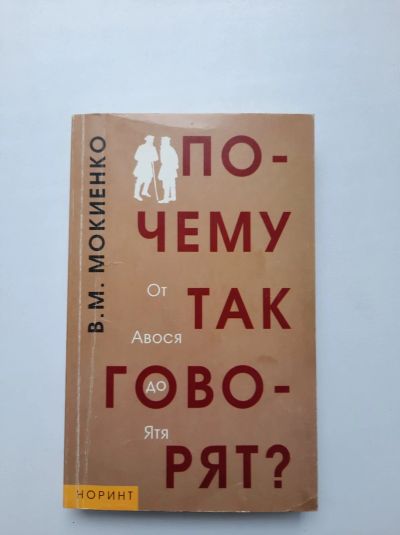 В.М. МОКИЕНКО
ПО-
ЧЕМУ
ТАК
ГОВО-
РЯТ?
От
Авося
до
Ятя
НОРИНТ